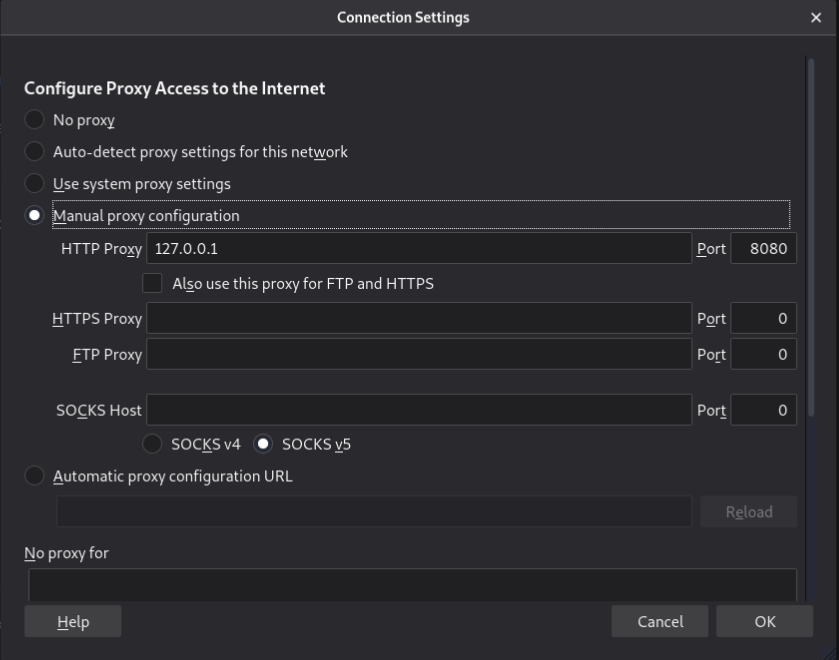 Connection Settings
Configure Proxy Access to the Internet
No proxy
Auto-detect proxy settings for this network
Use system proxy settings
Manual proxy configuration
HTTP Proxy 127.0.0.1 Port 8080
Also use this proxy for FTP and HTTPS
HTTPS Proxy Port 0
FTP Proxy Port 0
SOCKS Host Port 0
SOCKS v4 SOCKS v5
Automatic proxy configuration URL
Reload
No proxy for
Help Cancel OK